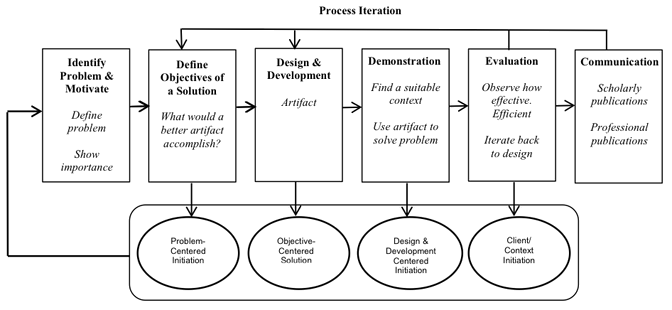 Process Iteration
Identify
Problem &
Motivate
Define
problem
Show
importance
Define
Objectives of
a Solution
What would a
better artifact
accomplish?
Design &
Development
Artifact
Demonstration
Find a suitable
context
Use artifact to
solve problem
Evaluation
Observe how
effective.
Efficient
Iterate back
to design
Communication
Scholarly
publications
Professional
publications
Problem-
Centered
Initiation
Objective-
Centered
Solution
Design &
Development
Centered
Initiation
Client/
Context
Initiation